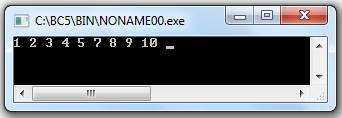 C:\BC5\BIN\NONAME00.exe
1 2 3 4 5 7 8 9 10 _